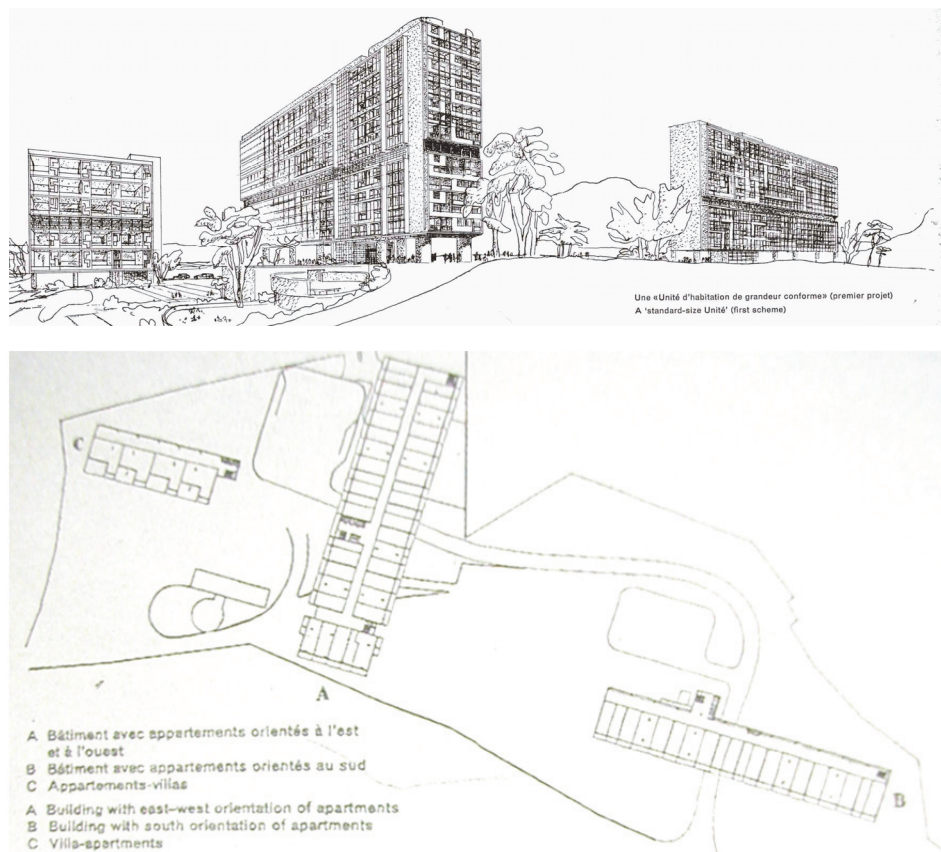 Une «Unité d'habitation de grandeur conforme» (premier projet)
A 'standard-size Unité' (first scheme)
C
A
B
A Bâtiment avec appartements orientés à l'est
et à l'ouest
B Bâtiment avec appartements orientés au sud
C Appartements-villas
A Building with east-west orientation of apartments
B Building with south orientation of apartments
C Villa-apartments